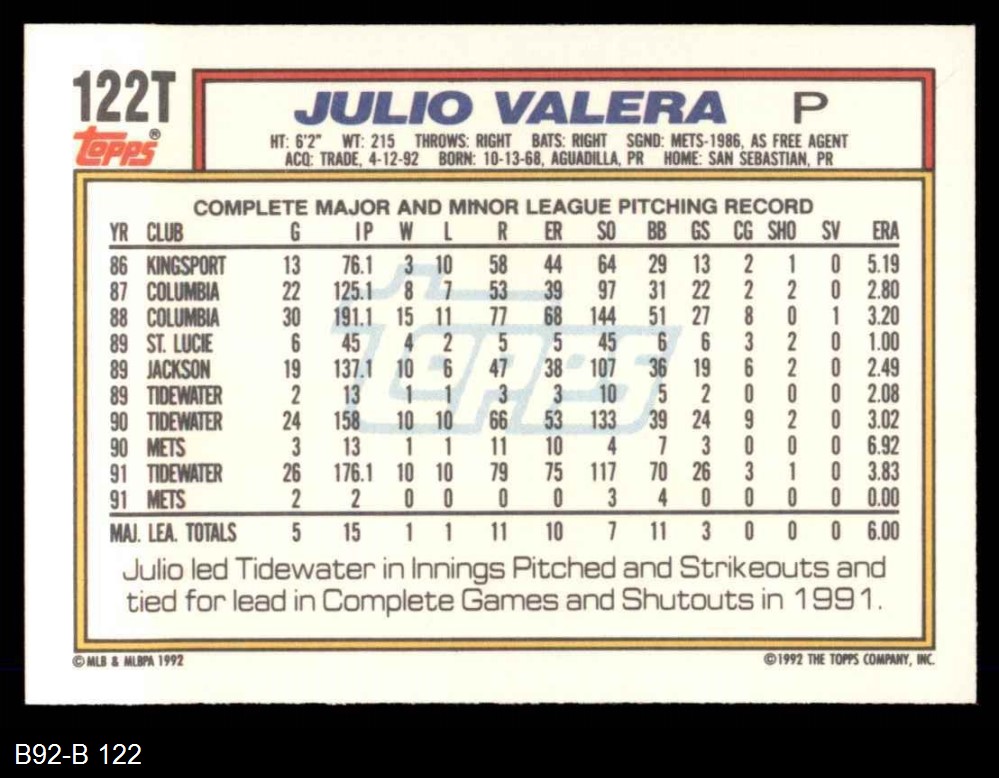 122T
topps®
JULIO VALERA P
HT: 6'2" WT: 215 THROWS: RIGHT BATS: RIGHT SGND: METS-1986, AS FREE AGENT
ACQ: TRADE, 4-12-92 BORN: 10-13-68, AGUADILLA, PR HOME: SAN SEBASTIAN, PR
COMPLETE MAJOR AND MINOR LEAGUE PITCHING RECORD
YR CLUB G IP W L R ER SO BB GS CG SHO SV ERA
86 KINGSPORT 13 76.1 3 10 58 44 64 29 13 2 1 0 5.19
87 COLUMBIA 22 125.1 8 7 53 39 97 31 22 2 2 0 2.80
88 COLUMBIA 30 191.1 15 11 77 68 144 51 27 8 0 1 3.20
89 ST. LUCIE 6 45 4 2 5 5 45 6 6 3 2 0 1.00
89 JACKSON 19 137.1 10 6 47 38 107 36 19 6 2 0 2.49
89 TIDEWATER 2 13 1 1 3 3 10 5 2 0 0 0 2.08
90 TIDEWATER 24 158 10 10 66 53 133 39 24 9 2 0 3.02
90 METS 3 13 1 1 11 10 4 7 3 0 0 0 6.92
91 TIDEWATER 26 176.1 10 10 79 75 117 70 26 3 1 0 3.83
91 METS 2 2 0 0 0 0 3 4 0 0 0 0 0.00
MAJ. LEA. TOTALS 5 15 1 1 11 10 7 11 3 0 0 0 6.00
topps
Julio led Tidewater in Innings Pitched and Strikeouts and
tied for lead in Complete Games and Shutouts in 1991.
© MLB & MLBPA 1992 ©1992 THE TOPPS COMPANY, INC.
B92-B 122